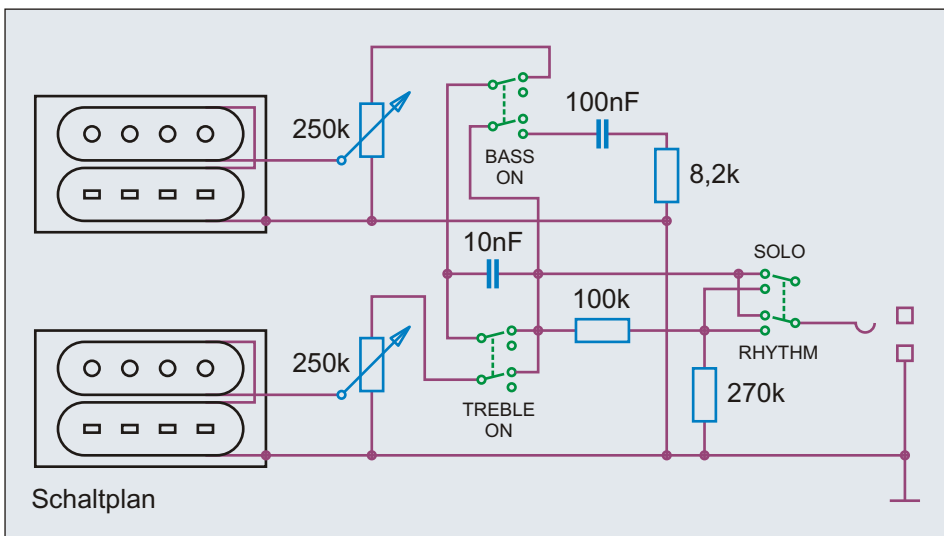 250k
BASS
ON
100nF
8,2k
10nF
SOLO
100k
RHYTHM
250k
TREBLE
ON
270k
Schaltplan